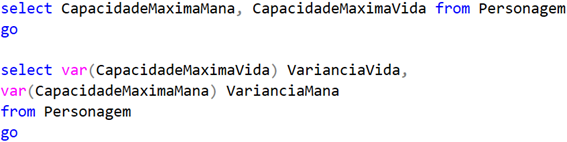 select CapacidadeMaximaMana, CapacidadeMaximaVida from Personagem
go
select var(CapacidadeMaximaVida) VarianciaVida,
var(CapacidadeMaximaMana) VarianciaMana
from Personagem
go